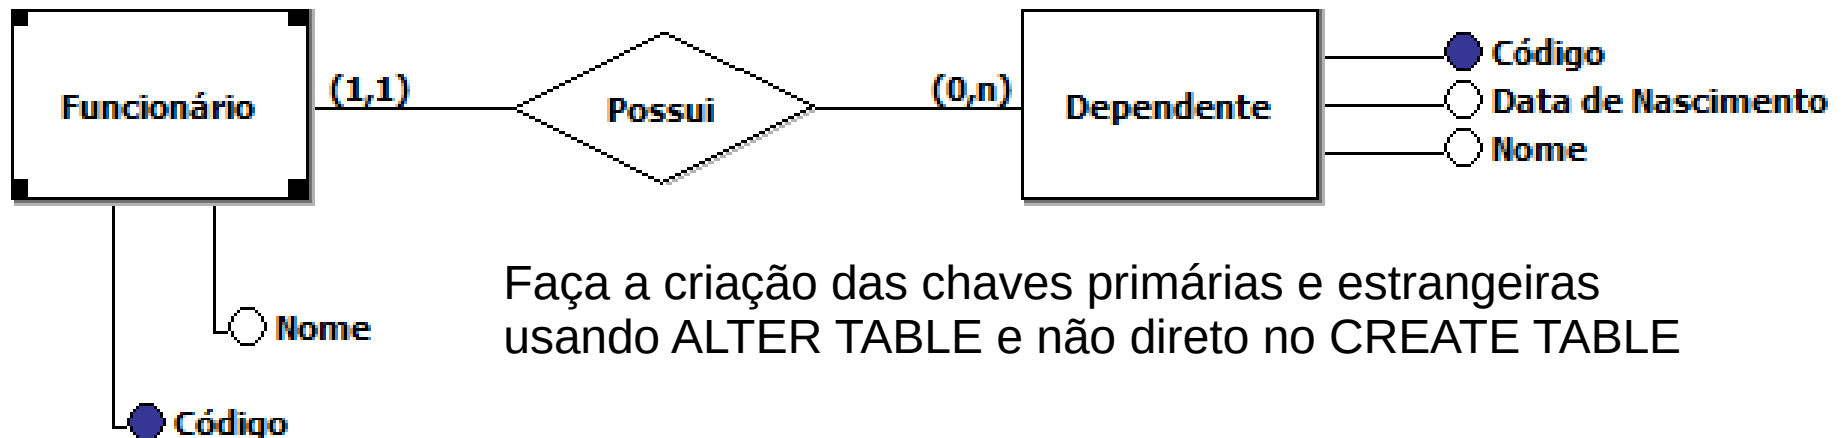 Funcionário
(1,1)
Possui
(0,n)
Dependente
Código
Data de Nascimento
Nome
Faça a criação das chaves primárias e estrangeiras
usando ALTER TABLE e não direto no CREATE TABLE
Nome
Código